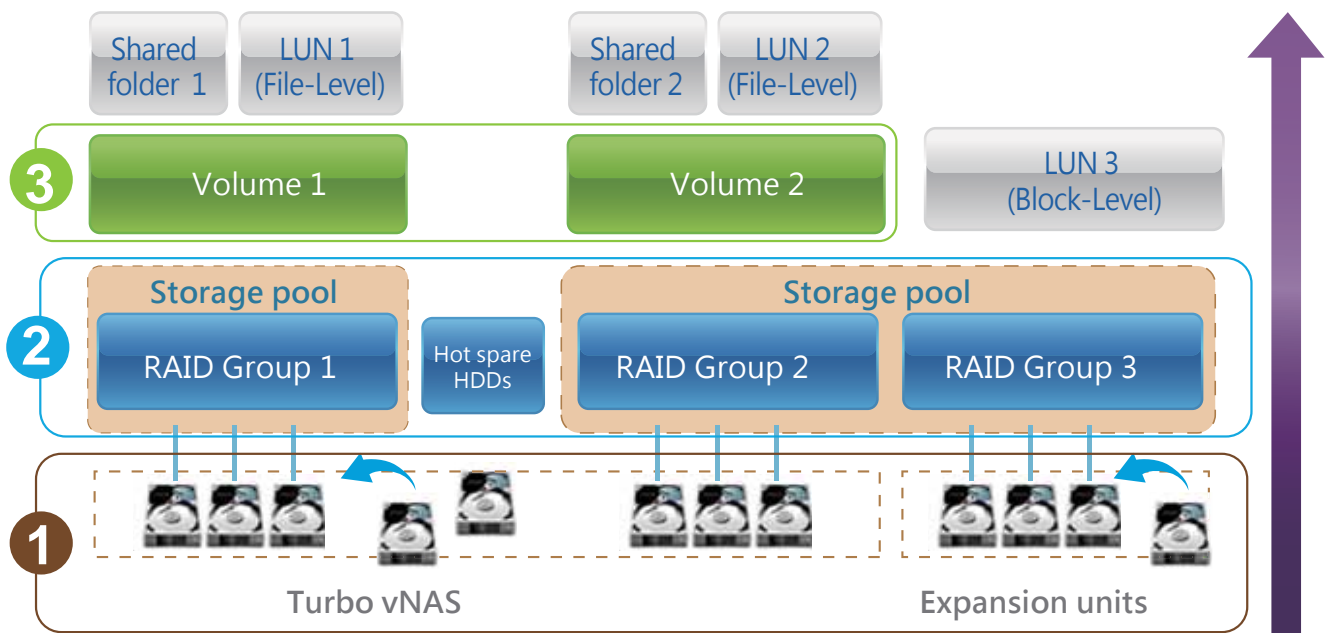 Shared
folder 1
LUN 1
(File-Level)
Shared
folder 2
LUN 2
(File-Level)
3
Volume 1
Volume 2
LUN 3
(Block-Level)
2
Storage pool
RAID Group 1
Hot spare
HDDs
Storage pool
RAID Group 2
RAID Group 3
1
Turbo vNAS
Expansion units